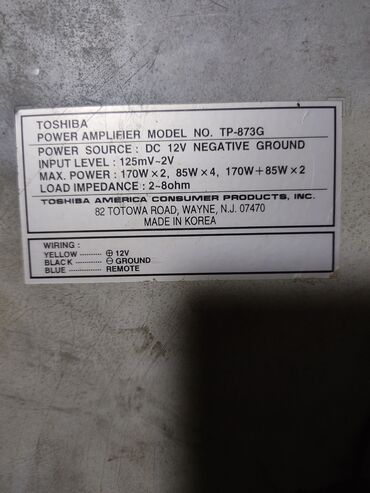 TOSHIBA
POWER AMPLIFIER MODEL NO. TP-873G
POWER SOURCE : DC 12V NEGATIVE GROUND
INPUT LEVEL : 125mV~2V
MAX. POWER : 170W×2, 85W×4, 170W+85W×2
LOAD IMPEDANCE : 2~8ohm
TOSHIBA AMERICA CONSUMER PRODUCTS, INC.
82 TOTOWA ROAD, WAYNE, N.J. 07470
MADE IN KOREA
WIRING :
YELLOW .......... ⊕ 12V
BLACK ............. ⊖ GROUND
BLUE ............... REMOTE